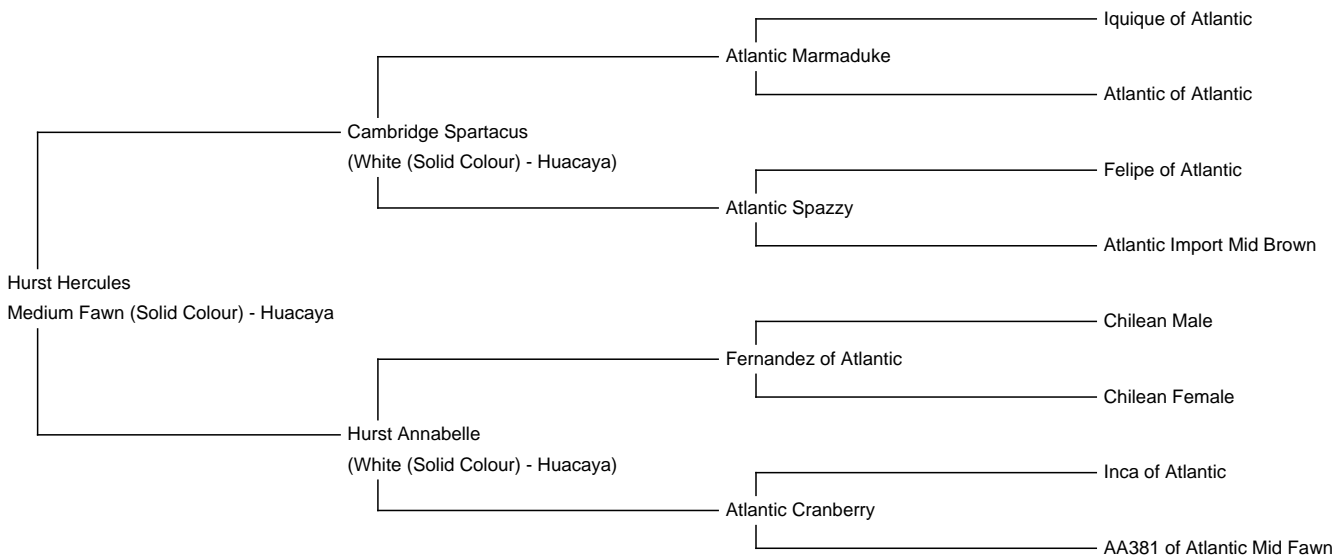 Iquique of Atlantic
Atlantic Marmaduke
Atlantic of Atlantic
Cambridge Spartacus
(White (Solid Colour) - Huacaya)
Felipe of Atlantic
Atlantic Spazzy
Atlantic Import Mid Brown
Hurst Hercules
Medium Fawn (Solid Colour) - Huacaya
Chilean Male
Fernandez of Atlantic
Chilean Female
Hurst Annabelle
(White (Solid Colour) - Huacaya)
Inca of Atlantic
Atlantic Cranberry
AA381 of Atlantic Mid Fawn